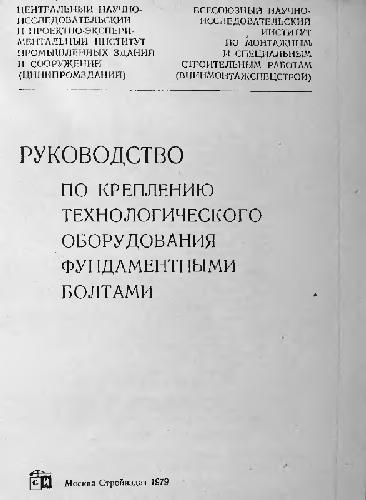 ЦЕНТРАЛЬНЫЙ НАУЧНО-
ИССЛЕДОВАТЕЛЬСКИЙ
И ПРОЕКТНО-ЭКСПЕРИ-
МЕНТАЛЬНЫЙ ИНСТИТУТ
ПРОМЫШЛЕННЫХ ЗДАНИЙ
И СООРУЖЕНИЙ
(ЦНИИПРОМЗДАНИЙ)
ВСЕСОЮЗНЫЙ НАУЧНО-
ИССЛЕДОВАТЕЛЬСКИЙ
ИНСТИТУТ
ПО МОНТАЖНЫМ
И СПЕЦИАЛЬНЫМ
СТРОИТЕЛЬНЫМ РАБОТАМ
(ВНИИМОНТАЖСПЕЦСТРОЙ)
РУКОВОДСТВО
ПО КРЕПЛЕНИЮ
ТЕХНОЛОГИЧЕСКОГО
ОБОРУДОВАНИЯ
ФУНДАМЕНТНЫМИ
БОЛТАМИ
СИ
Москва Стройиздат 1979